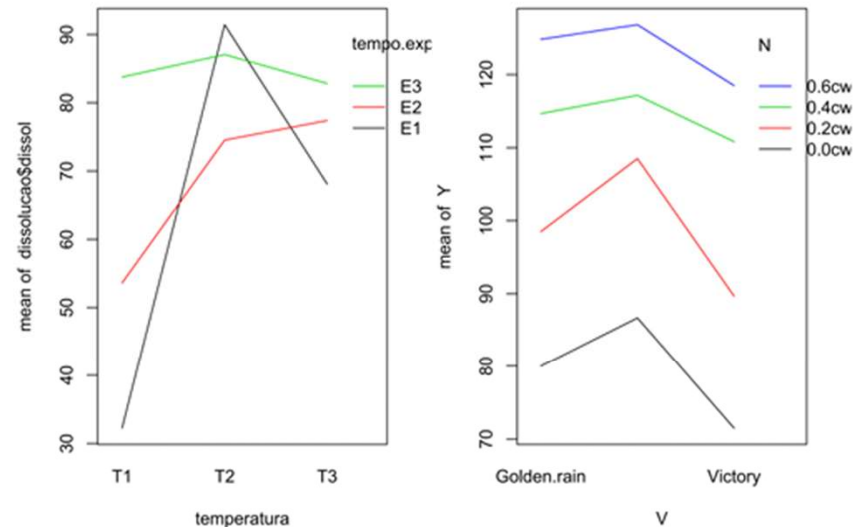 mean of dissolucao$dissol
90
80
70
60
50
40
30
T1 T2 T3
temperatura
tempo.exp
E3
E2
E1
mean of Y
120
110
100
90
80
70
Golden.rain Victory
V
N
0.6cw
0.4cw
0.2cw
0.0cw